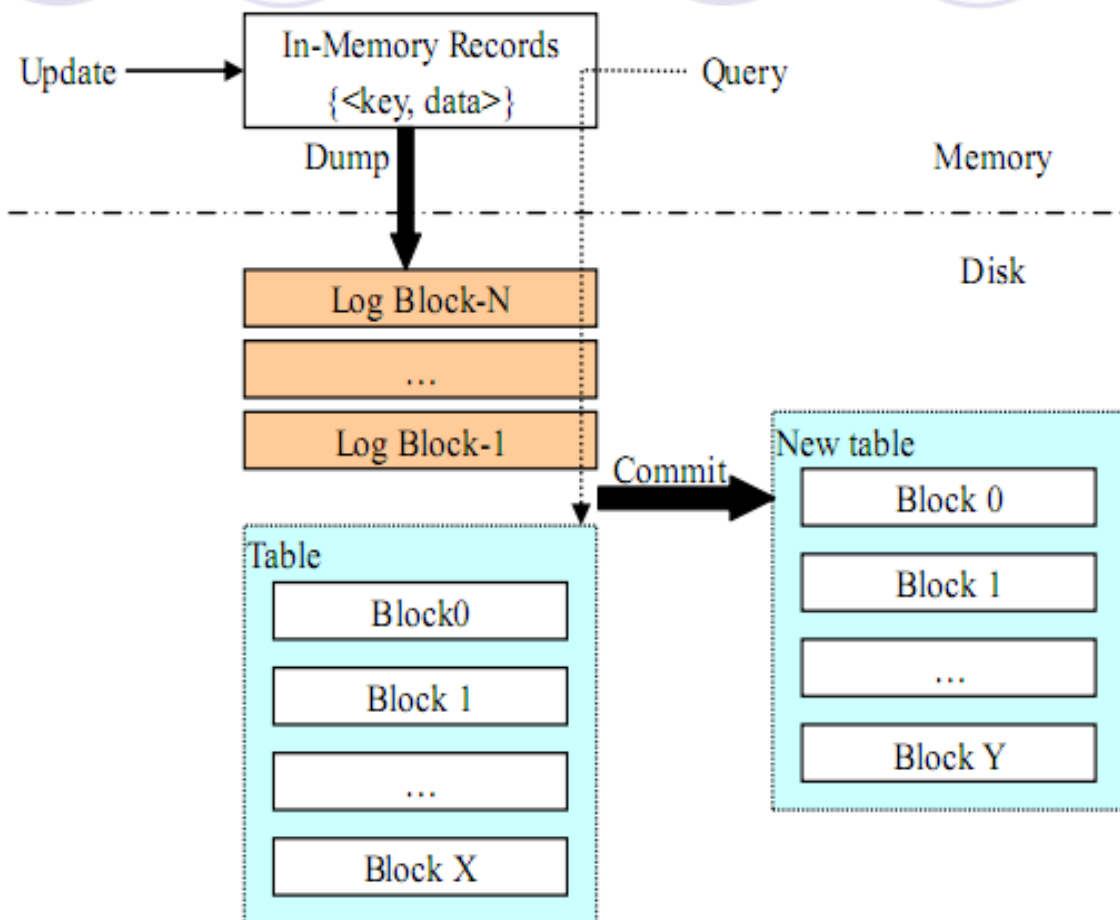 In-Memory Records
{<key, data>}
Update
Query
Dump
Memory
Disk
Log Block-N
...
Log Block-1
Commit
New table
Block 0
Block 1
...
Block Y
Table
Block0
Block 1
...
Block X